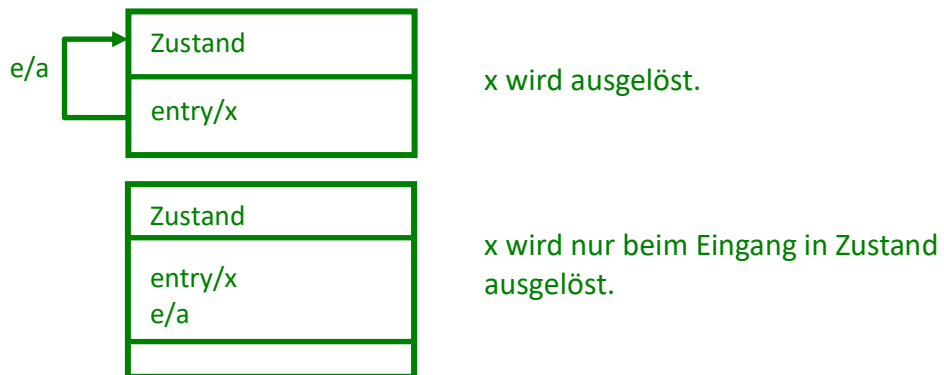 Zustand
e/a
entry/x
x wird ausgelöst.
Zustand
entry/x
e/a
x wird nur beim Eingang in Zustand
ausgelöst.